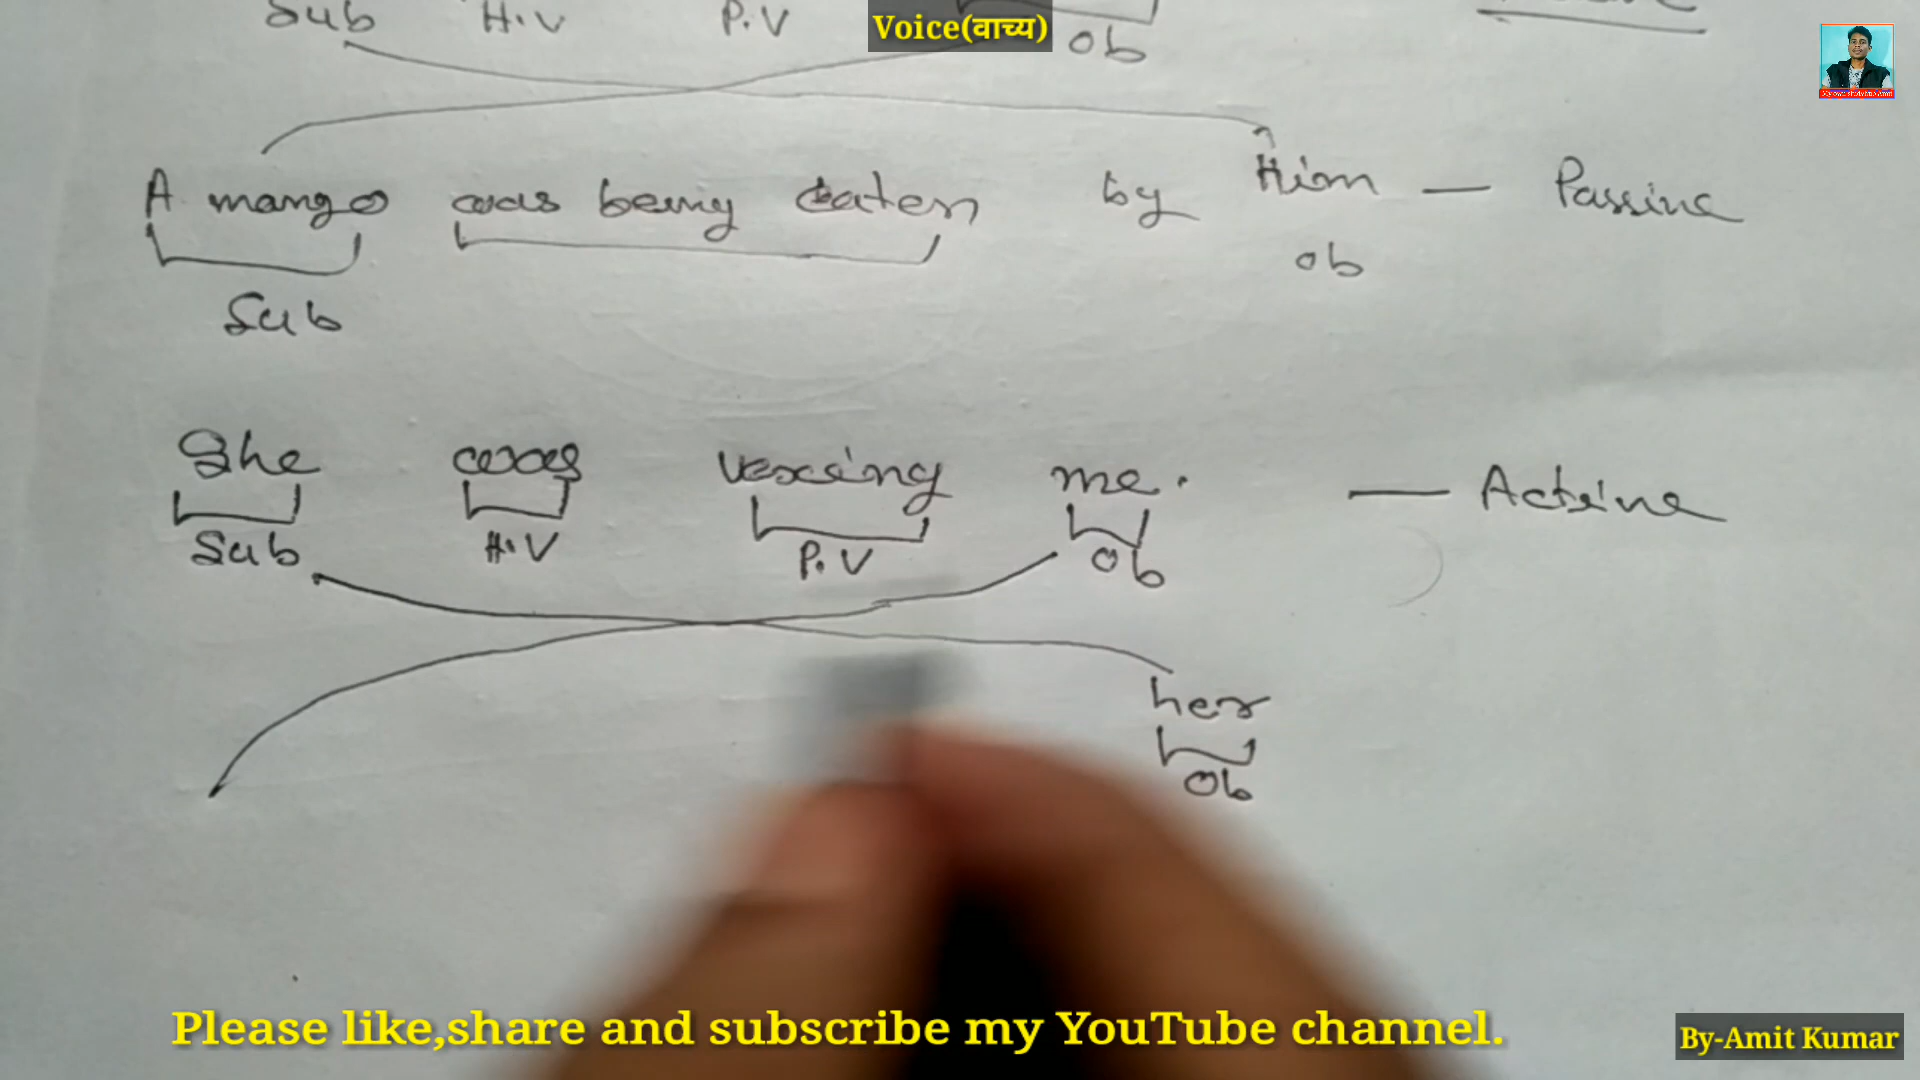 Voice(वाच्य)
Sub H.V P.V ob
A mango was being eaten by Him — Passive
Sub ob
She was vexing me. — Active
Sub H.V P.V Ob
her
Ob
Please like,share and subscribe my YouTube channel.
By-Amit Kumar